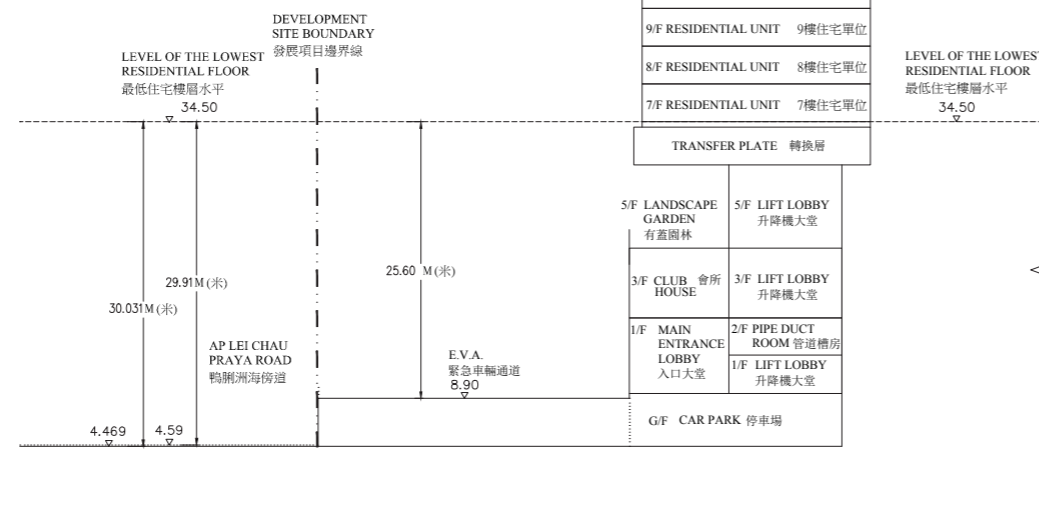 DEVELOPMENT
SITE BOUNDARY
發展項目邊界線
LEVEL OF THE LOWEST
RESIDENTIAL FLOOR
最低住宅樓層水平
34.50
9/F RESIDENTIAL UNIT 9樓住宅單位
8/F RESIDENTIAL UNIT 8樓住宅單位
7/F RESIDENTIAL UNIT 7樓住宅單位
LEVEL OF THE LOWEST
RESIDENTIAL FLOOR
最低住宅樓層水平
34.50
TRANSFER PLATE 轉換層
5/F LANDSCAPE
GARDEN
有蓋園林
5/F LIFT LOBBY
升降機大堂
25.60 M(米)
29.91M(米)
30.031M(米)
3/F CLUB 會所
HOUSE
3/F LIFT LOBBY
升降機大堂
1/F MAIN
ENTRANCE
LOBBY
入口大堂
2/F PIPE DUCT
ROOM 管道槽房
1/F LIFT LOBBY
升降機大堂
AP LEI CHAU
PRAYA ROAD
鴨脷洲海傍道
E.V.A.
緊急車輛通道
8.90
G/F CAR PARK 停車場
4.469
4.59